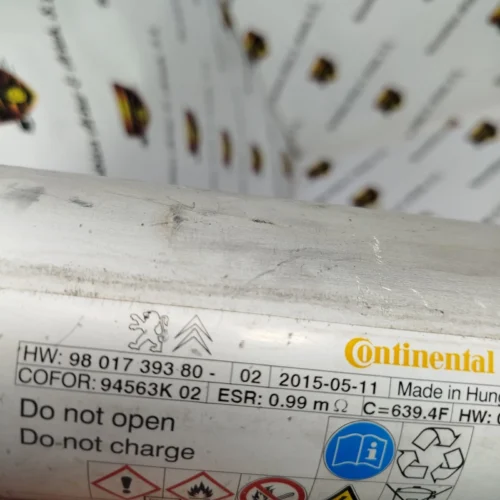 Continental
HW: 98 017 393 80 - 02 2015-05-11 Made in Hung
COFOR: 94563K 02 ESR: 0.99 mΩ C=639.4F HW:
Do not open
Do not charge